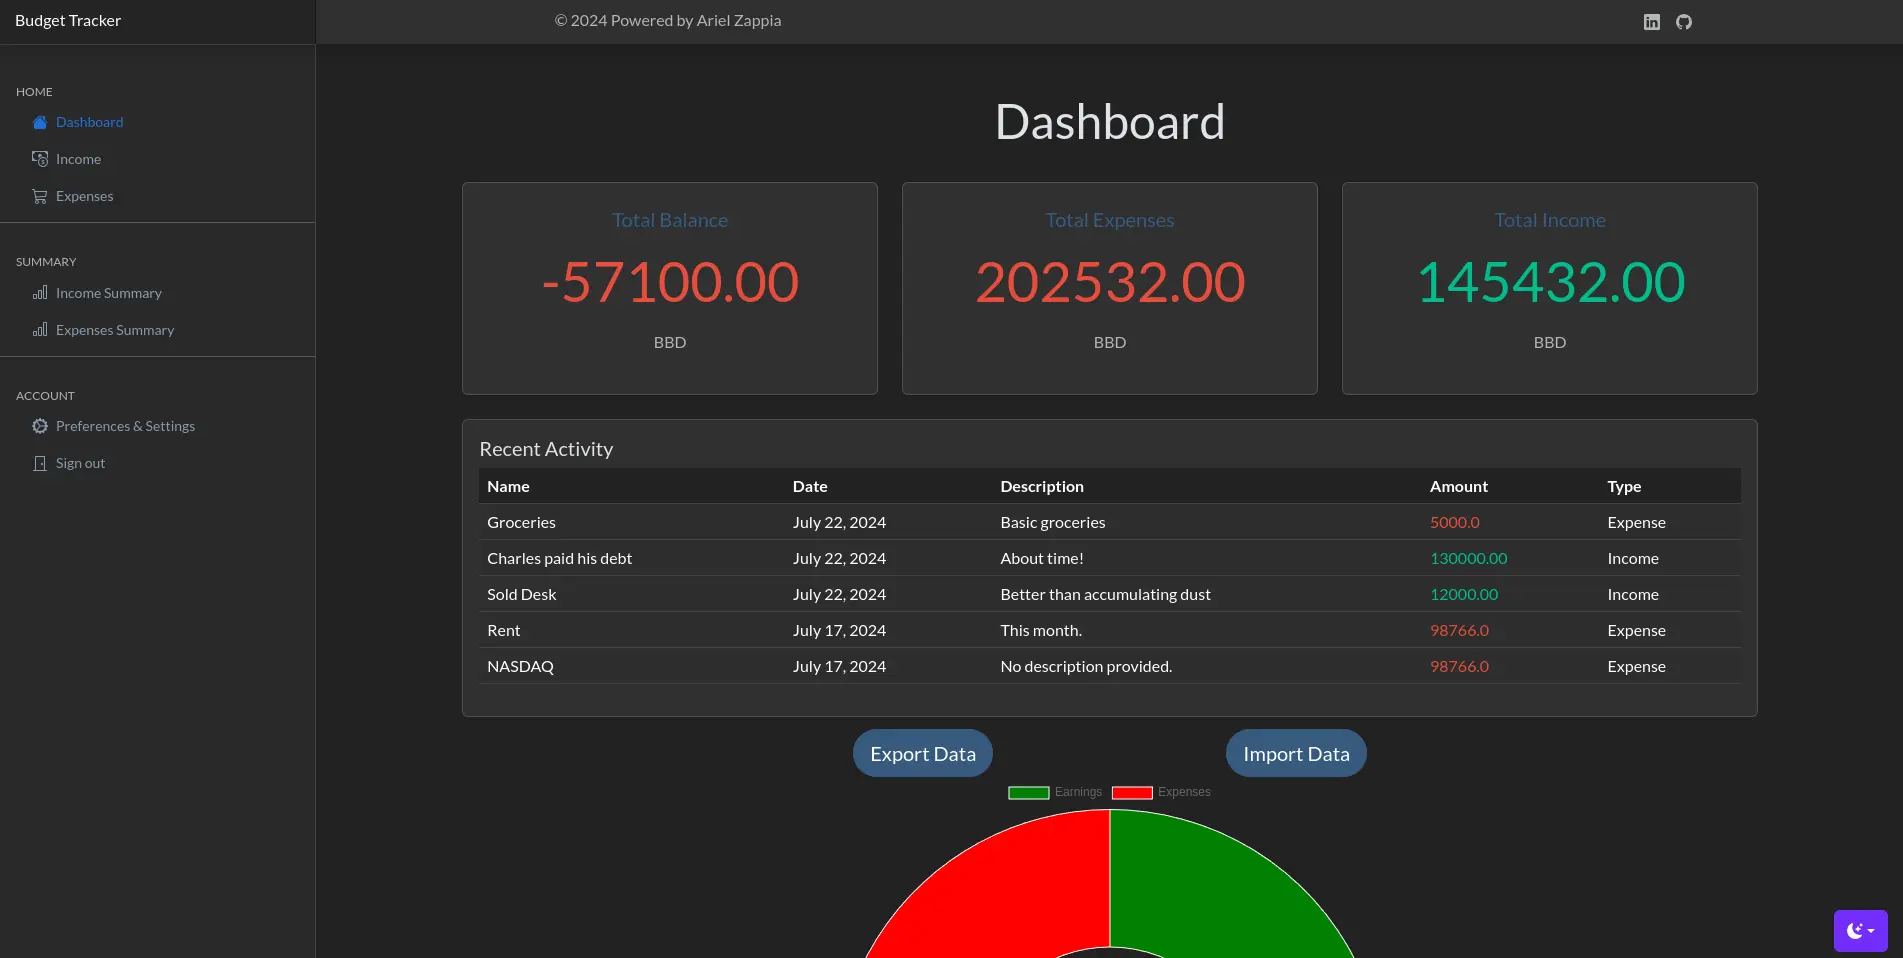 Budget Tracker
© 2024 Powered by Ariel Zappia
HOME
Dashboard
Income
Expenses
SUMMARY
Income Summary
Expenses Summary
ACCOUNT
Preferences & Settings
Sign out
Dashboard
Total Balance
-57100.00
BBD
Total Expenses
202532.00
BBD
Total Income
145432.00
BBD
Recent Activity
Name Date Description Amount Type
Groceries July 22, 2024 Basic groceries 5000.0 Expense
Charles paid his debt July 22, 2024 About time! 130000.00 Income
Sold Desk July 22, 2024 Better than accumulating dust 12000.00 Income
Rent July 17, 2024 This month. 98766.0 Expense
NASDAQ July 17, 2024 No description provided. 98766.0 Expense
Export Data Import Data
Earnings Expenses